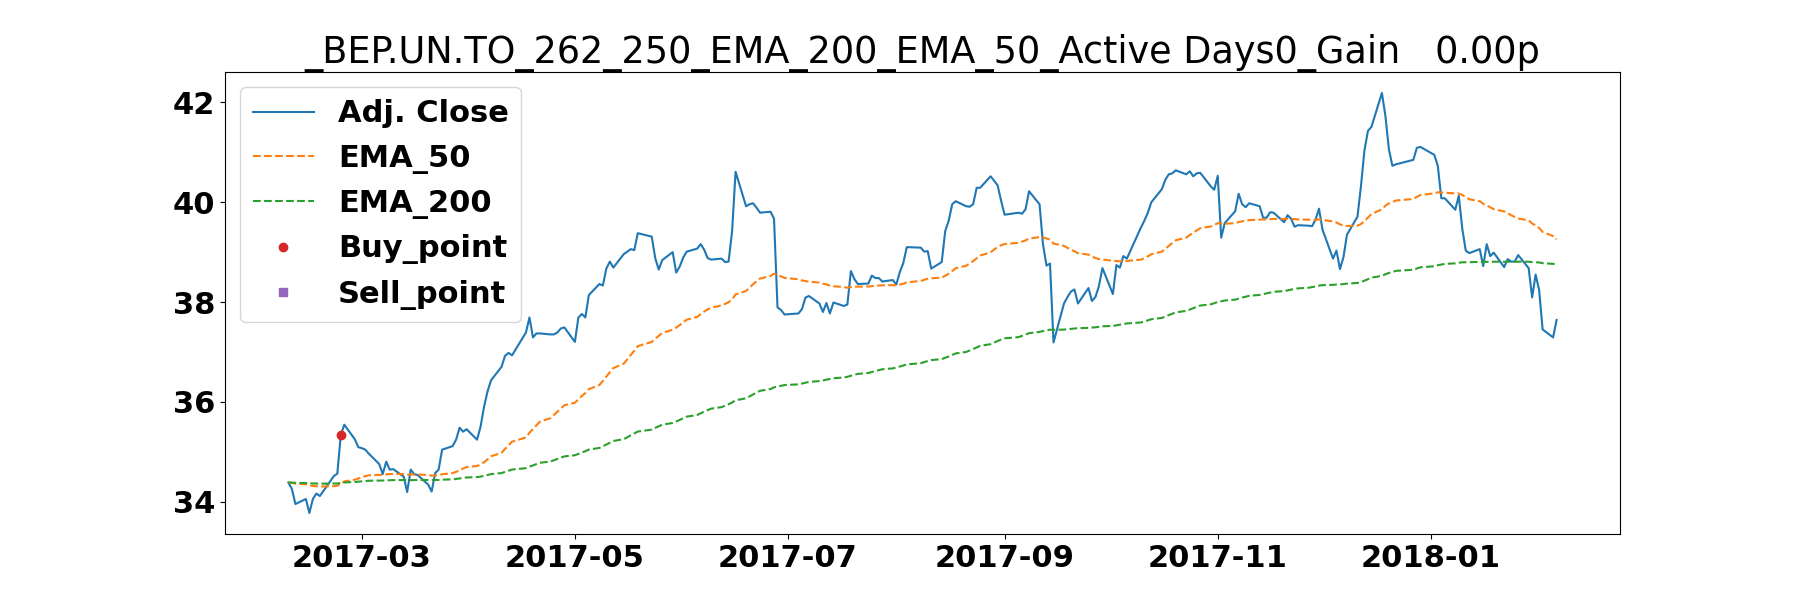 _BEP.UN.TO_262_250_EMA_200_EMA_50_Active Days0_Gain   0.00p
42
40
38
36
34
Adj. Close
EMA_50
EMA_200
Buy_point
Sell_point
2017-03 2017-05 2017-07 2017-09 2017-11 2018-01